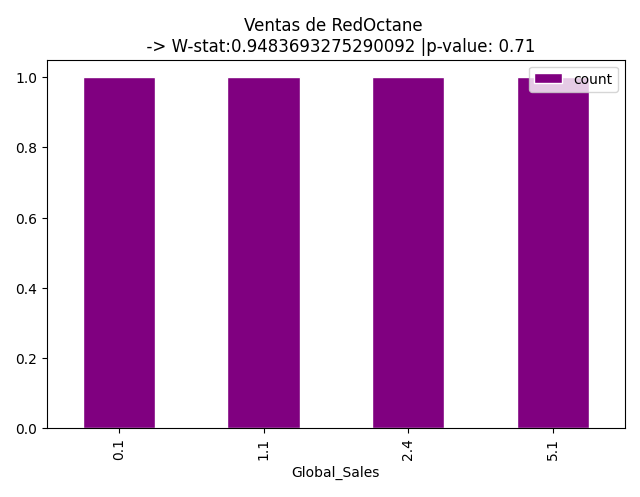 Ventas de RedOctane
-> W-stat:0.9483693275290092 |p-value: 0.71
count
1.0
0.8
0.6
0.4
0.2
0.0
0.1
1.1
2.4
5.1
Global_Sales